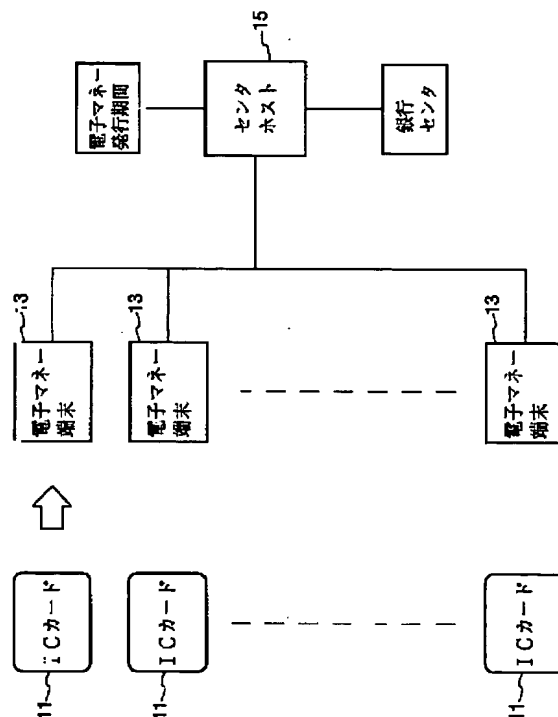 11
ICカード
13
電子マネー
端末
11
ICカード
13
電子マネー
端末
11
ICカード
13
電子マネー
端末
電子マネー
発行期間
15
センタ
ホスト
銀行
センタ